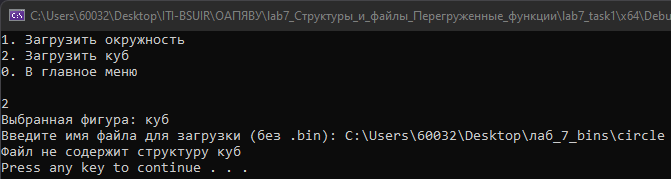 C:\Users\60032\Desktop\ITI-BSUIR\ОАПЯВУ\lab7_Структуры_и_файлы_Перегруженные_функции\lab7_task1\x64\Debu
1. Загрузить окружность
2. Загрузить куб
0. В главное меню
2
Выбранная фигура: куб
Введите имя файла для загрузки (без .bin): C:\Users\60032\Desktop\лаб_7_bins\circle
Файл не содержит структуру куб
Press any key to continue . . .